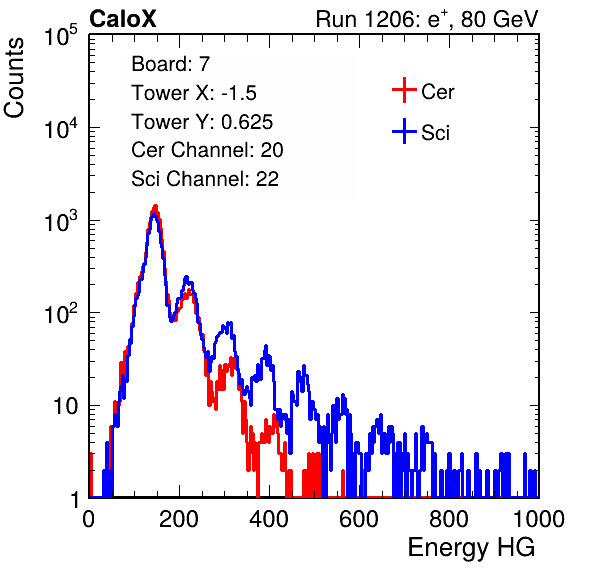 CaloX Run 1206: e⁺, 80 GeV
Counts
Board: 7
Tower X: -1.5
Tower Y: 0.625
Cer Channel: 20
Sci Channel: 22
Cer
Sci
10⁵
10⁴
10³
10²
10
1
0 200 400 600 800 1000
Energy HG